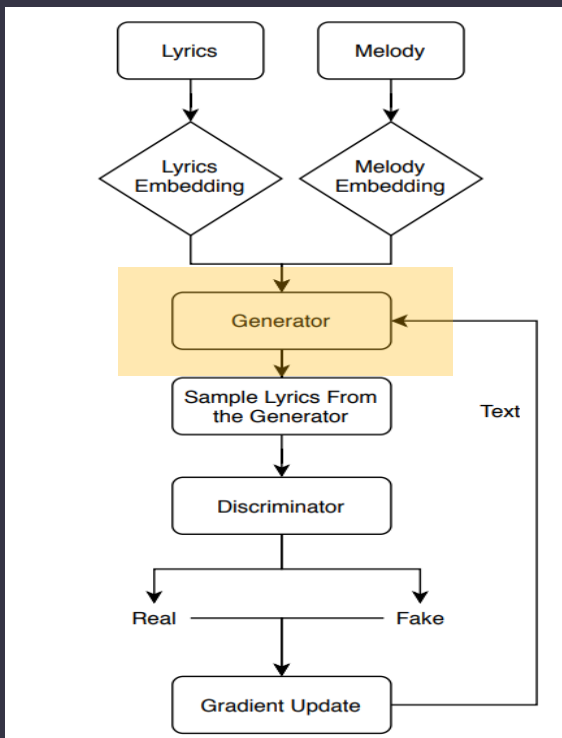 Lyrics
Melody
Lyrics
Embedding
Melody
Embedding
Generator
Sample Lyrics From
the Generator
Text
Discriminator
Real
Fake
Gradient Update